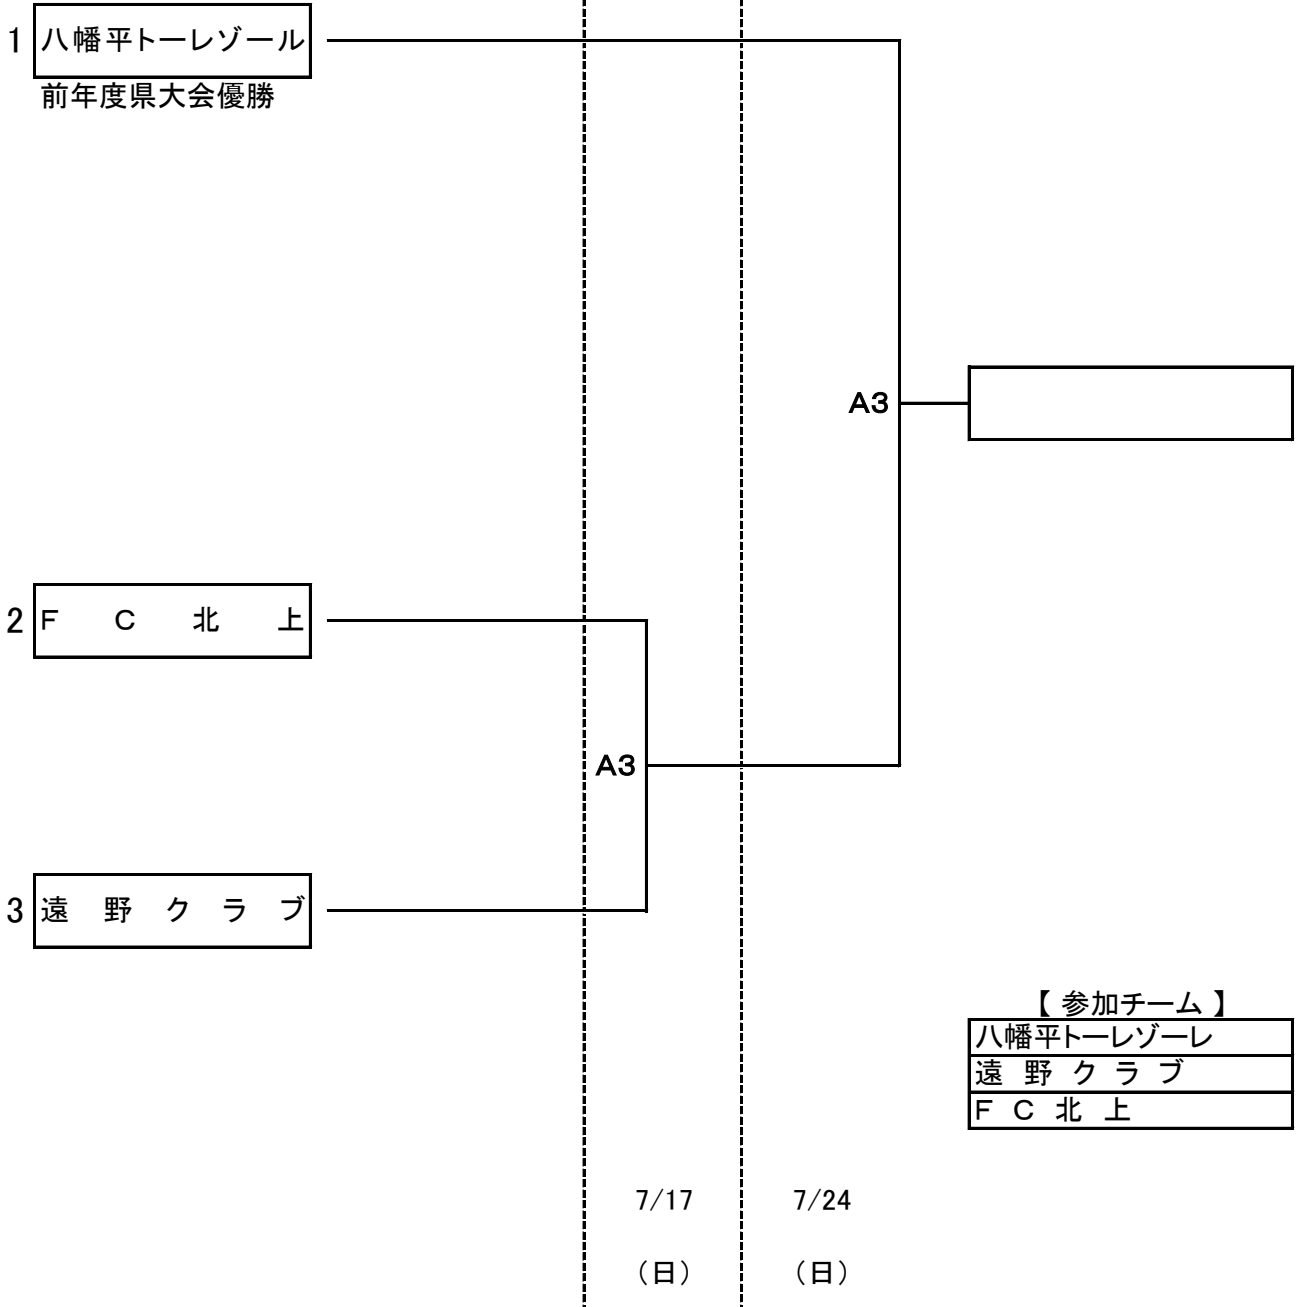 1 八幡平トーレゾール
前年度県大会優勝
A3
2 F C 北 上
A3
3 遠 野 ク ラ ブ
【 参加チーム 】
八幡平トーレゾーレ
遠 野 ク ラ ブ
F C 北 上
7/17 7/24
（日） （日）